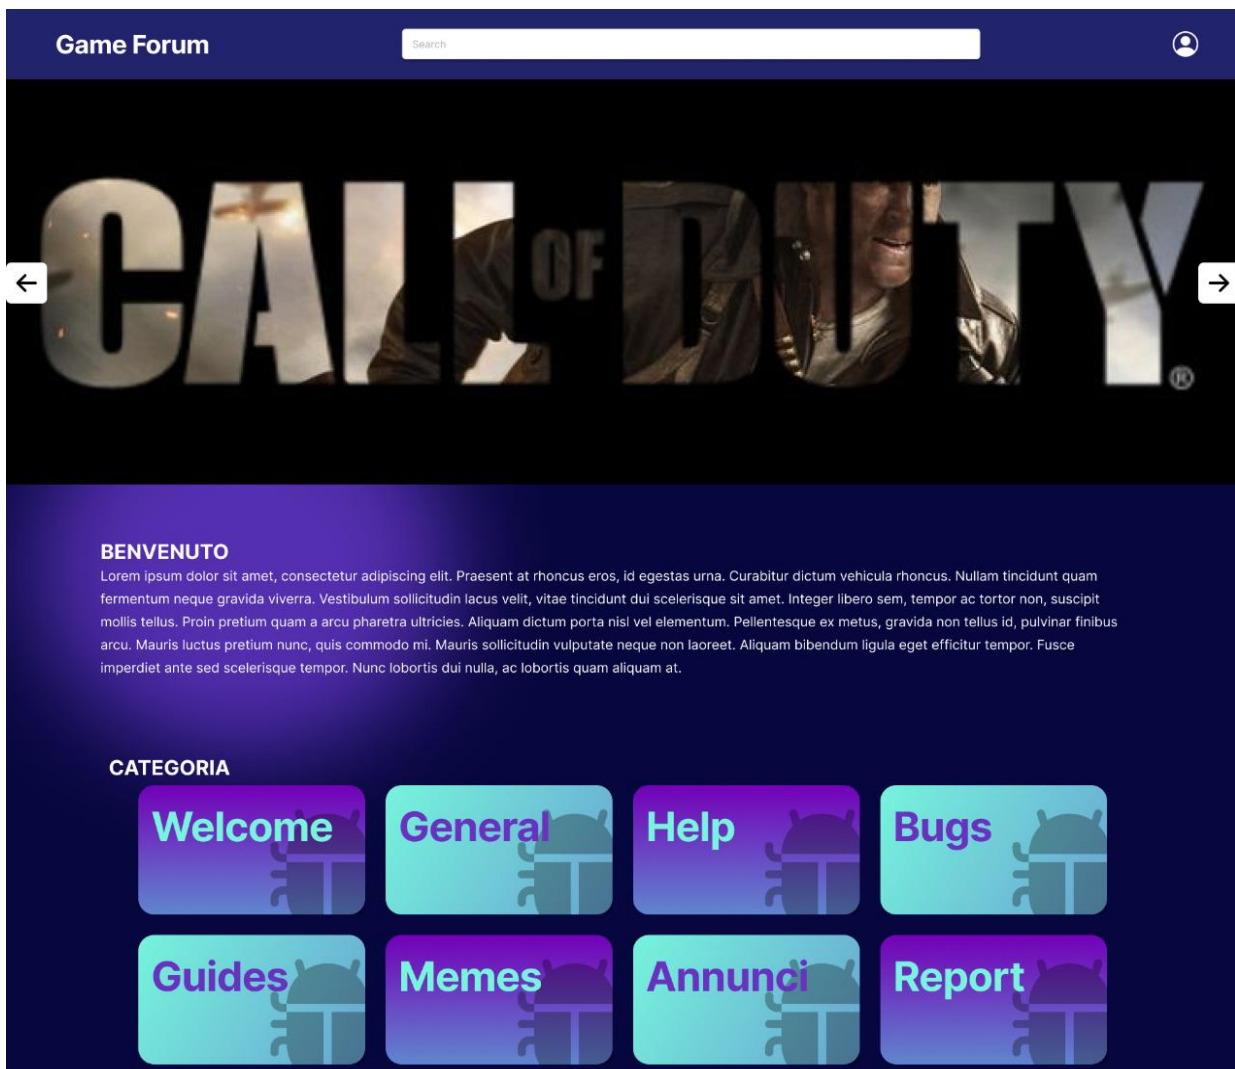 Game Forum
Search
CALL OF DUTY®
BENVENUTO
Lorem ipsum dolor sit amet, consectetur adipiscing elit. Praesent at rhoncus eros, id egestas urna. Curabitur dictum vehicula rhoncus. Nullam tincidunt quam
fermentum neque gravida viverra. Vestibulum sollicitudin lacus velit, vitae tincidunt dui scelerisque sit amet. Integer libero sem, tempor ac tortor non, suscipit
mollis tellus. Proin pretium quam a arcu pharetra ultricies. Aliquam dictum porta nisl vel elementum. Pellentesque ex metus, gravida non tellus id, pulvinar finibus
arcu. Mauris luctus pretium nunc, quis commodo mi. Mauris sollicitudin vulputate neque non laoreet. Aliquam bibendum ligula eget efficitur tempor. Fusce
imperdiet ante sed scelerisque tempor. Nunc lobortis dui nulla, ac lobortis quam aliquam at.
CATEGORIA
Welcome
General
Help
Bugs
Guides
Memes
Annunci
Report